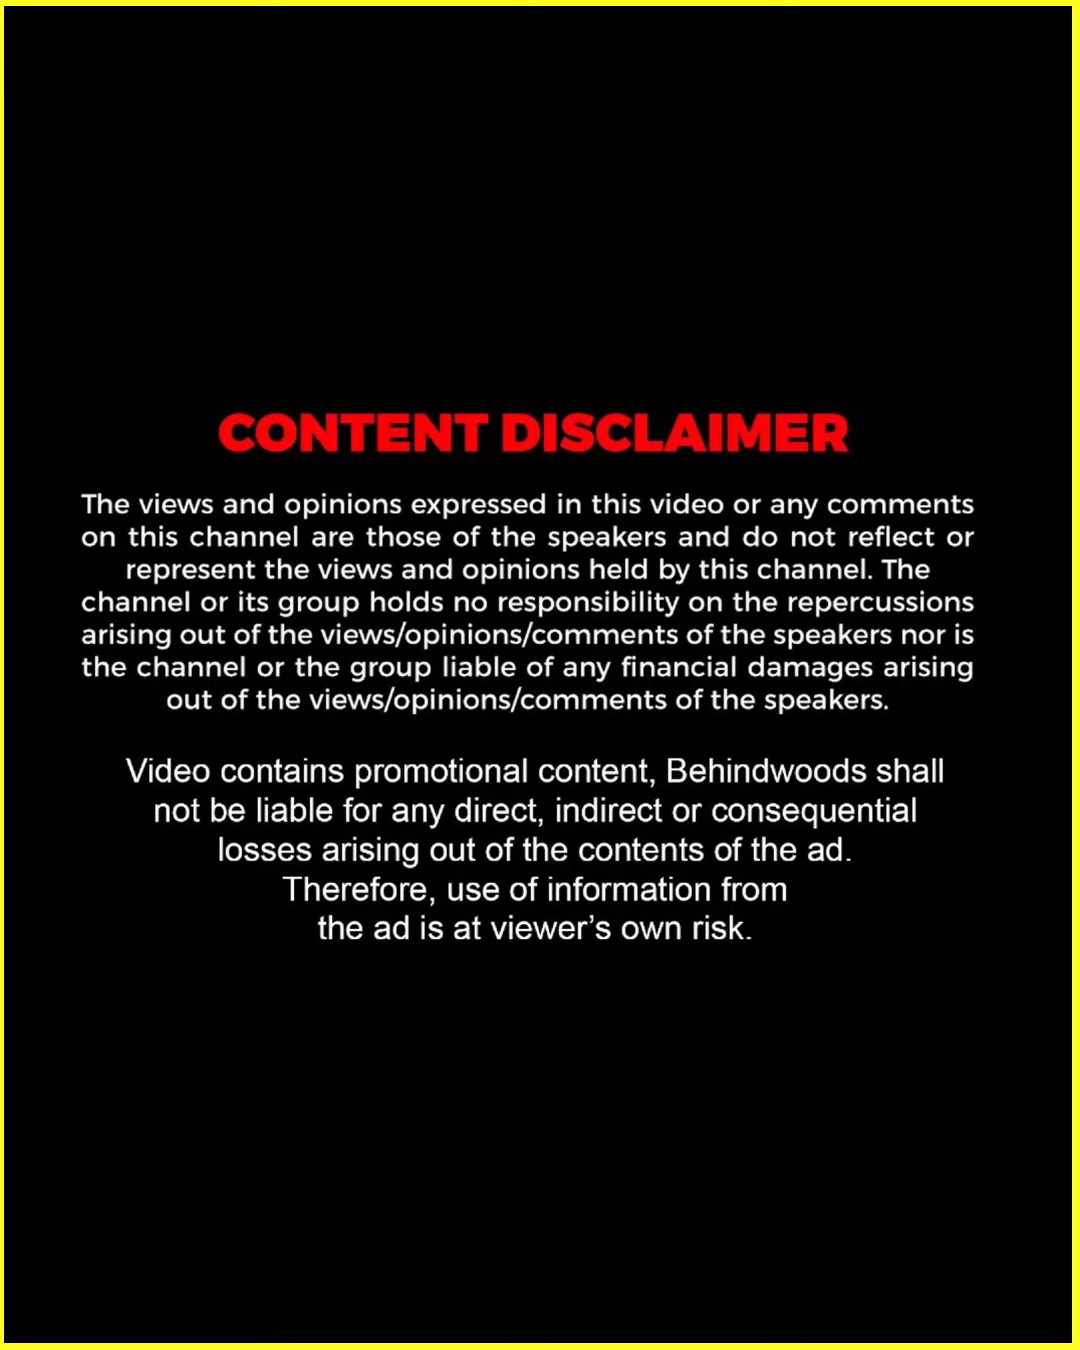 CONTENT DISCLAIMER
The views and opinions expressed in this video or any comments
on this channel are those of the speakers and do not reflect or
represent the views and opinions held by this channel. The
channel or its group holds no responsibility on the repercussions
arising out of the views/opinions/comments of the speakers nor is
the channel or the group liable of any financial damages arising
out of the views/opinions/comments of the speakers.
Video contains promotional content, Behindwoods shall
not be liable for any direct, indirect or consequential
losses arising out of the contents of the ad.
Therefore, use of information from
the ad is at viewer’s own risk.